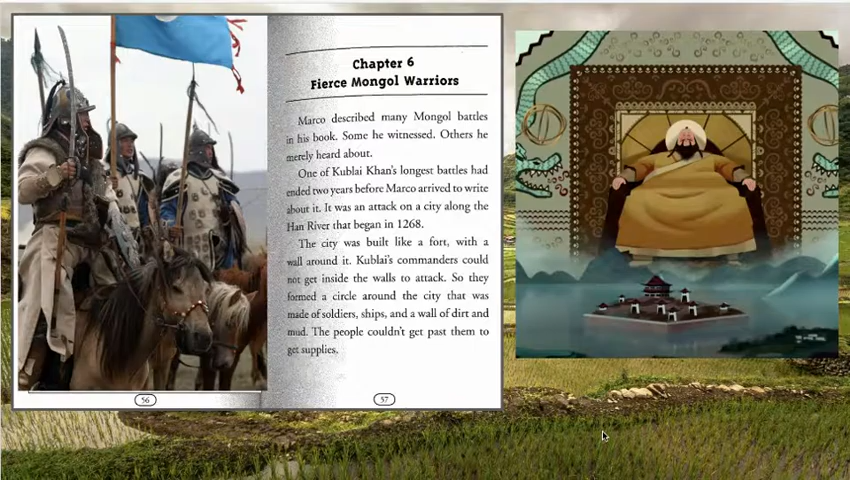 Chapter 6
Fierce Mongol Warriors
Marco described many Mongol battles
in his book. Some he witnessed. Others he
merely heard about.
One of Kublai Khan's longest battles had
ended two years before Marco arrived to write
about it. It was an attack on a city along the
Han River that began in 1268.
The city was built like a fort, with a
wall around it. Kublai's commanders could
not get inside the walls to attack. So they
formed a circle around the city that was
made of soldiers, ships, and a wall of dirt and
mud. The people couldn't get past them to
get supplies.
56
57